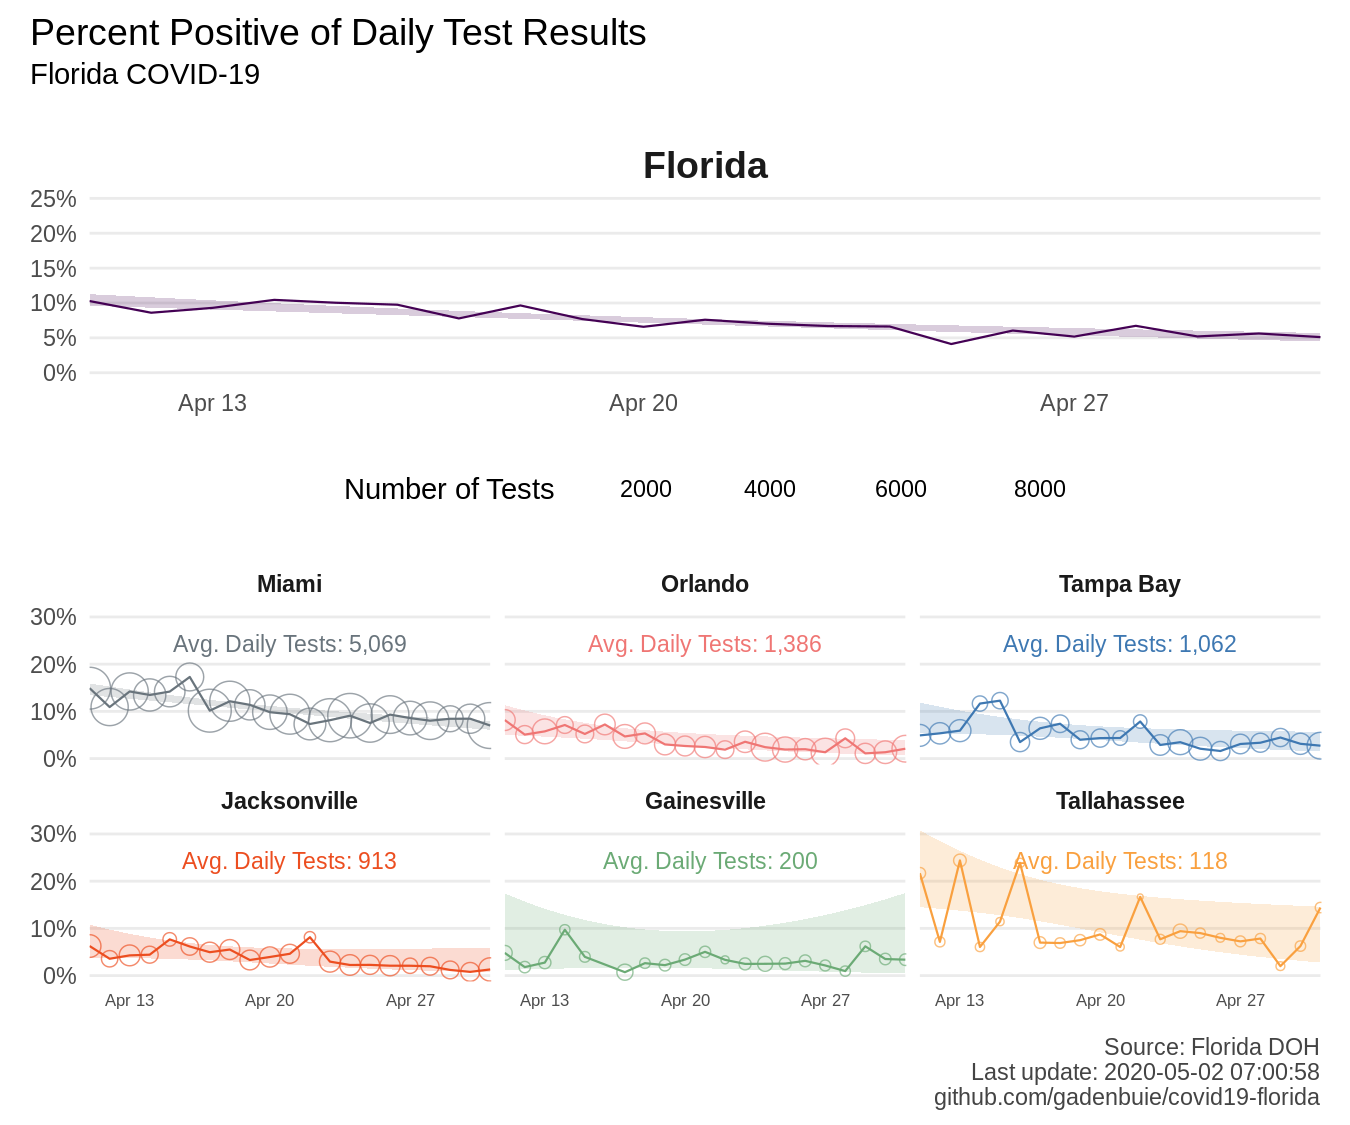 Percent Positive of Daily Test Results
Florida COVID-19
Florida
25%
20%
15%
10%
5%
0%
Apr 13 Apr 20 Apr 27
Number of Tests 2000 4000 6000 8000
Miami Orlando Tampa Bay
30%
Avg. Daily Tests: 5,069 Avg. Daily Tests: 1,386 Avg. Daily Tests: 1,062
20%
10%
0%
Jacksonville Gainesville Tallahassee
30%
Avg. Daily Tests: 913 Avg. Daily Tests: 200 Avg. Daily Tests: 118
20%
10%
0%
Apr 13 Apr 20 Apr 27 Apr 13 Apr 20 Apr 27 Apr 13 Apr 20 Apr 27
Source: Florida DOH
Last update: 2020-05-02 07:00:58
github.com/gadenbuie/covid19-florida